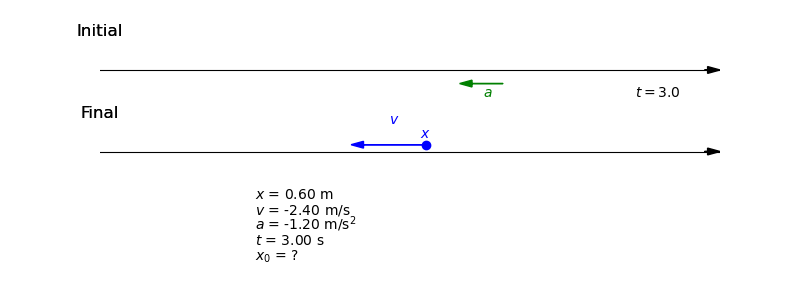 Initial
a
t = 3.0
Final
v
x
x = 0.60 m
v = -2.40 m/s
a = -1.20 m/s²
t = 3.00 s
x₀ = ?